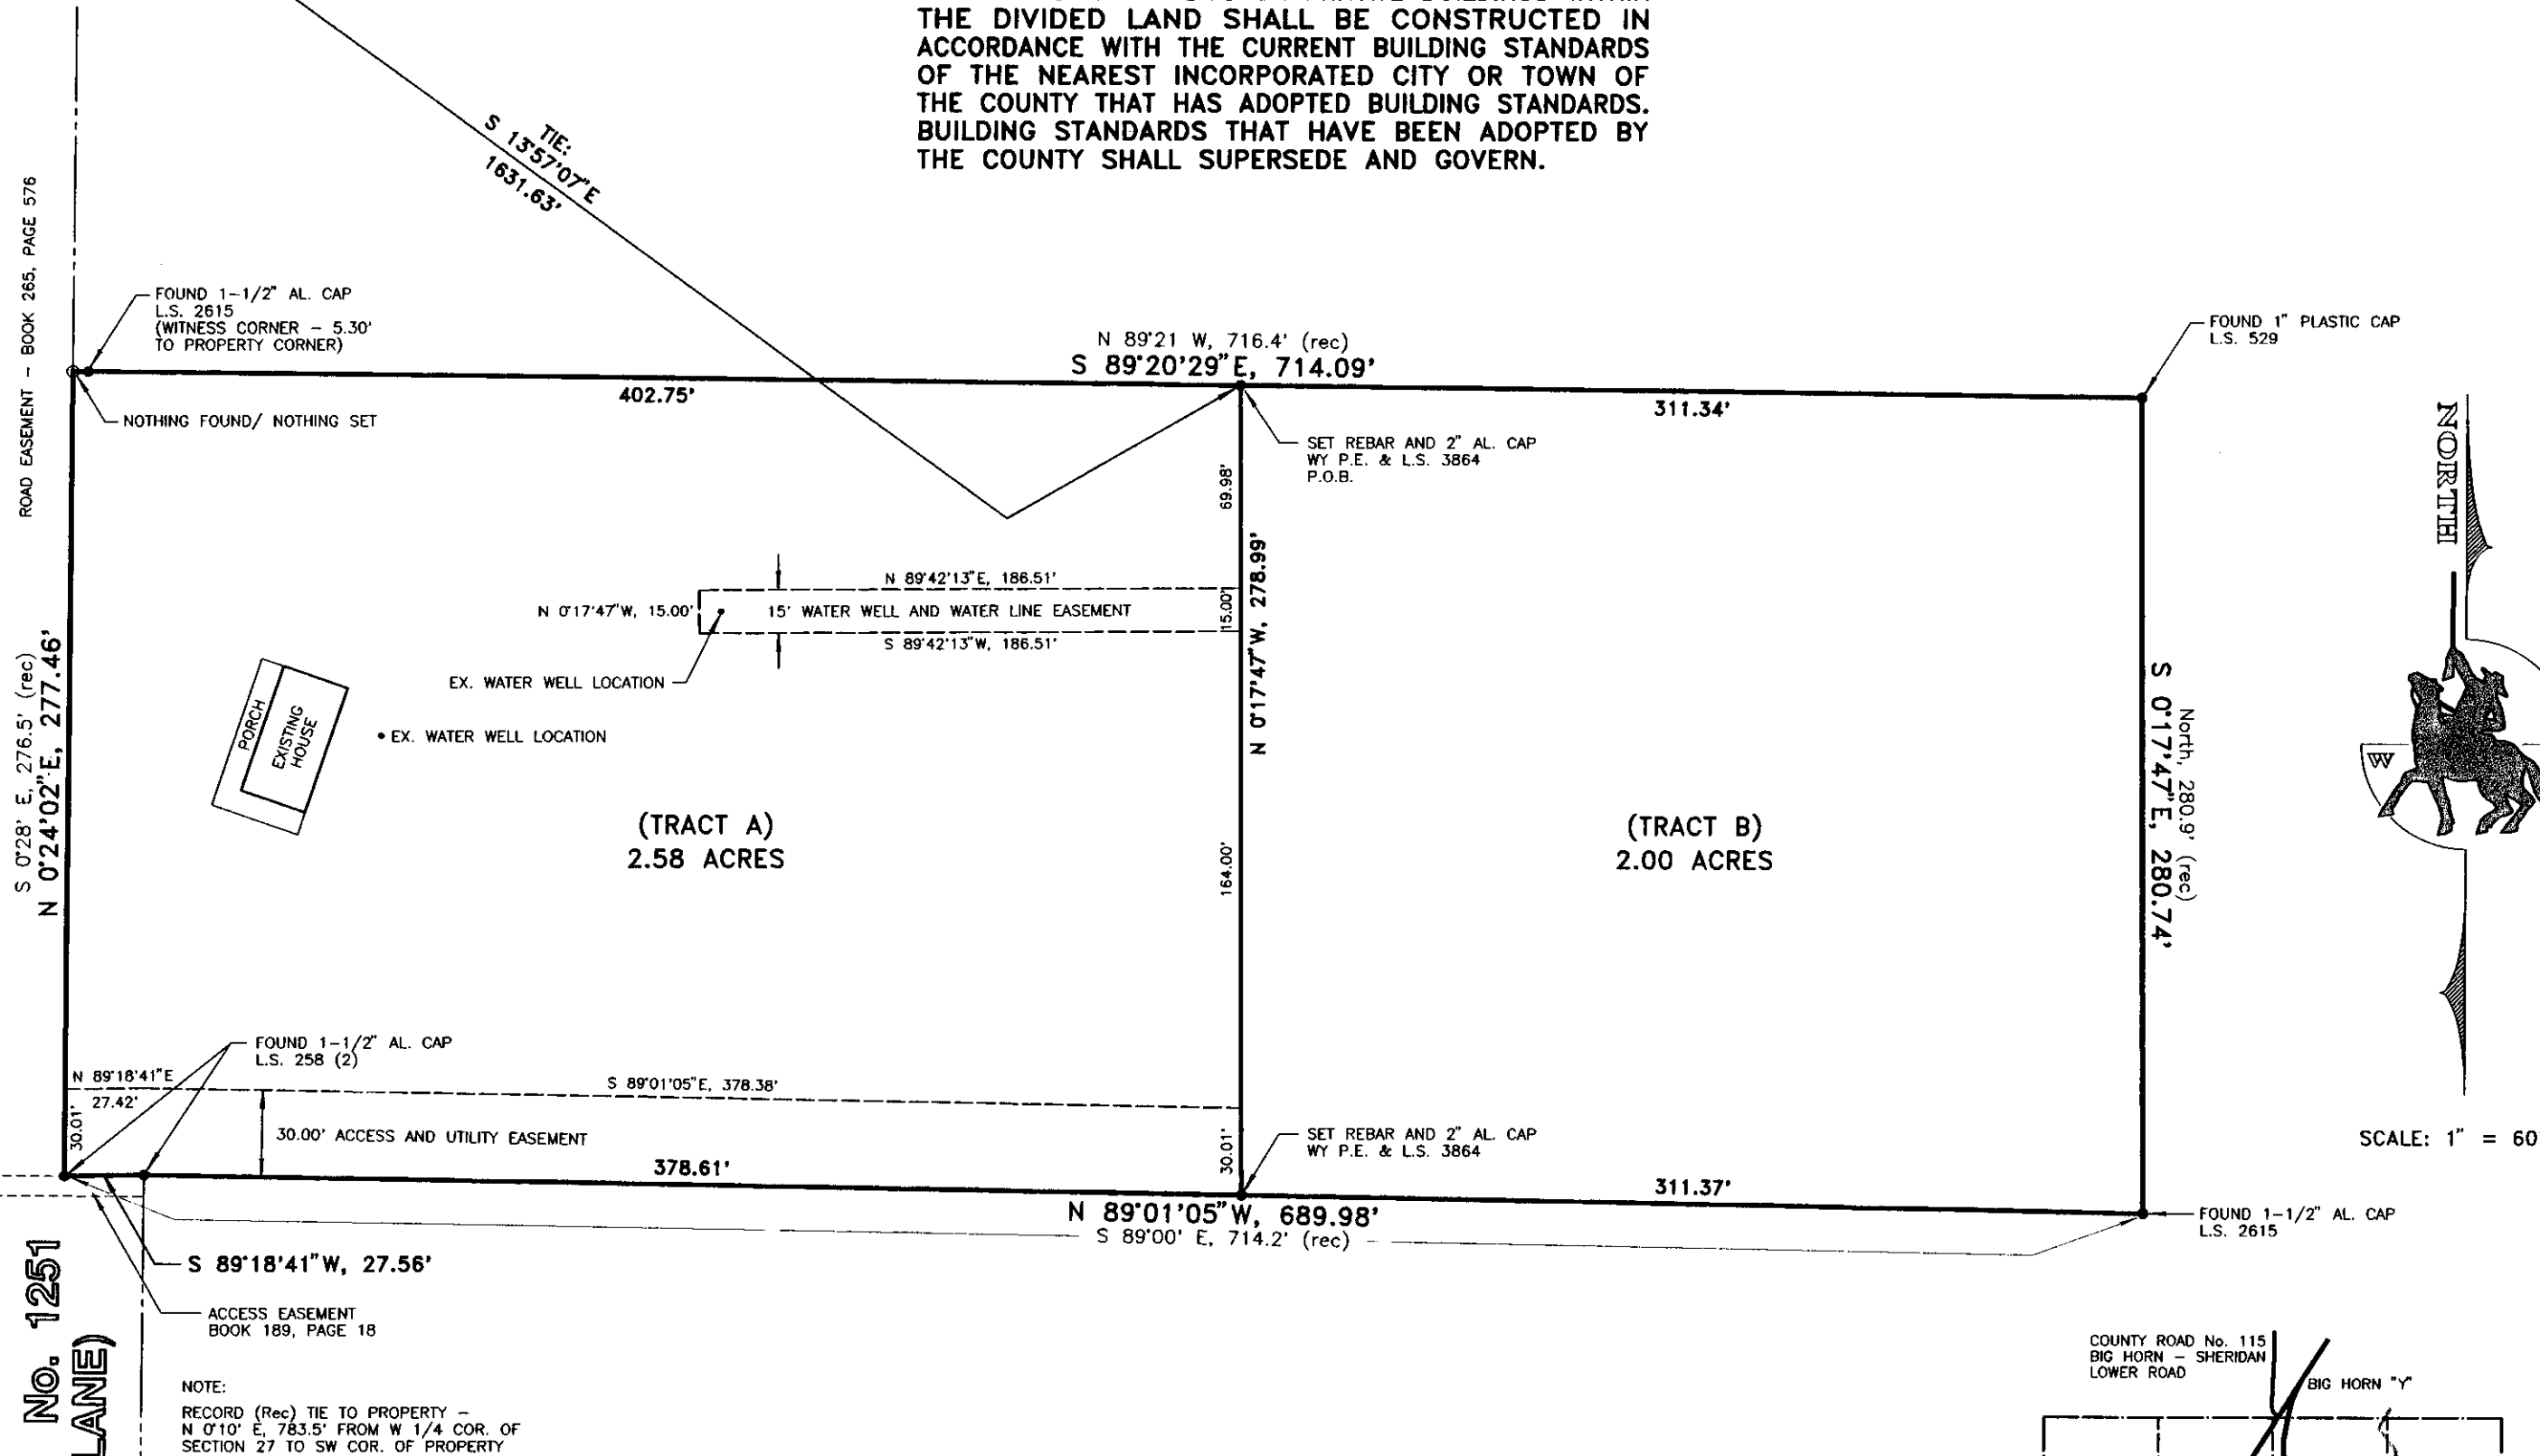 THE DIVIDED LAND SHALL BE CONSTRUCTED IN
ACCORDANCE WITH THE CURRENT BUILDING STANDARDS
OF THE NEAREST INCORPORATED CITY OR TOWN OF
THE COUNTY THAT HAS ADOPTED BUILDING STANDARDS.
BUILDING STANDARDS THAT HAVE BEEN ADOPTED BY
THE COUNTY SHALL SUPERSEDE AND GOVERN.
TIE:
S 13°57'07"E
1631.63'
ROAD EASEMENT - BOOK 265, PAGE 576
FOUND 1-1/2" AL. CAP
L.S. 2615
(WITNESS CORNER - 5.30'
TO PROPERTY CORNER)
NOTHING FOUND/ NOTHING SET
N 89°21 W, 716.4' (rec)
S 89°20'29"E, 714.09'
402.75'
311.34'
FOUND 1" PLASTIC CAP
L.S. 529
SET REBAR AND 2" AL. CAP
WY P.E. & L.S. 3864
P.O.B.
NORTH
69.98'
N 0°17'47"W, 278.99'
N 89°42'13"E, 186.51'
N 0°17'47"W, 15.00'
15' WATER WELL AND WATER LINE EASEMENT
15.00'
S 89°42'13"W, 186.51'
EX. WATER WELL LOCATION
EX. WATER WELL LOCATION
PORCH
EXISTING
HOUSE
S 0°28' E, 276.5' (rec)
N 0°24'02"E, 277.46'
(TRACT A)
2.58 ACRES
164.00'
(TRACT B)
2.00 ACRES
North, 280.9' (rec)
S 0°17'47"E, 280.74'
W
SCALE: 1" = 60
FOUND 1-1/2" AL. CAP
L.S. 258 (2)
N 89°18'41"E
27.42'
30.01'
S 89°01'05"E, 378.38'
30.00' ACCESS AND UTILITY EASEMENT
378.61'
30.01'
SET REBAR AND 2" AL. CAP
WY P.E. & L.S. 3864
311.37'
N 89°01'05"W, 689.98'
S 89°00' E, 714.2' (rec)
FOUND 1-1/2" AL. CAP
L.S. 2615
S 89°18'41"W, 27.56'
ACCESS EASEMENT
BOOK 189, PAGE 18
No. 1251
LANE)
NOTE:
RECORD (Rec) TIE TO PROPERTY -
N 0°10' E, 783.5' FROM W 1/4 COR. OF
SECTION 27 TO SW COR. OF PROPERTY
COUNTY ROAD No. 115
BIG HORN - SHERIDAN
LOWER ROAD
BIG HORN "Y"